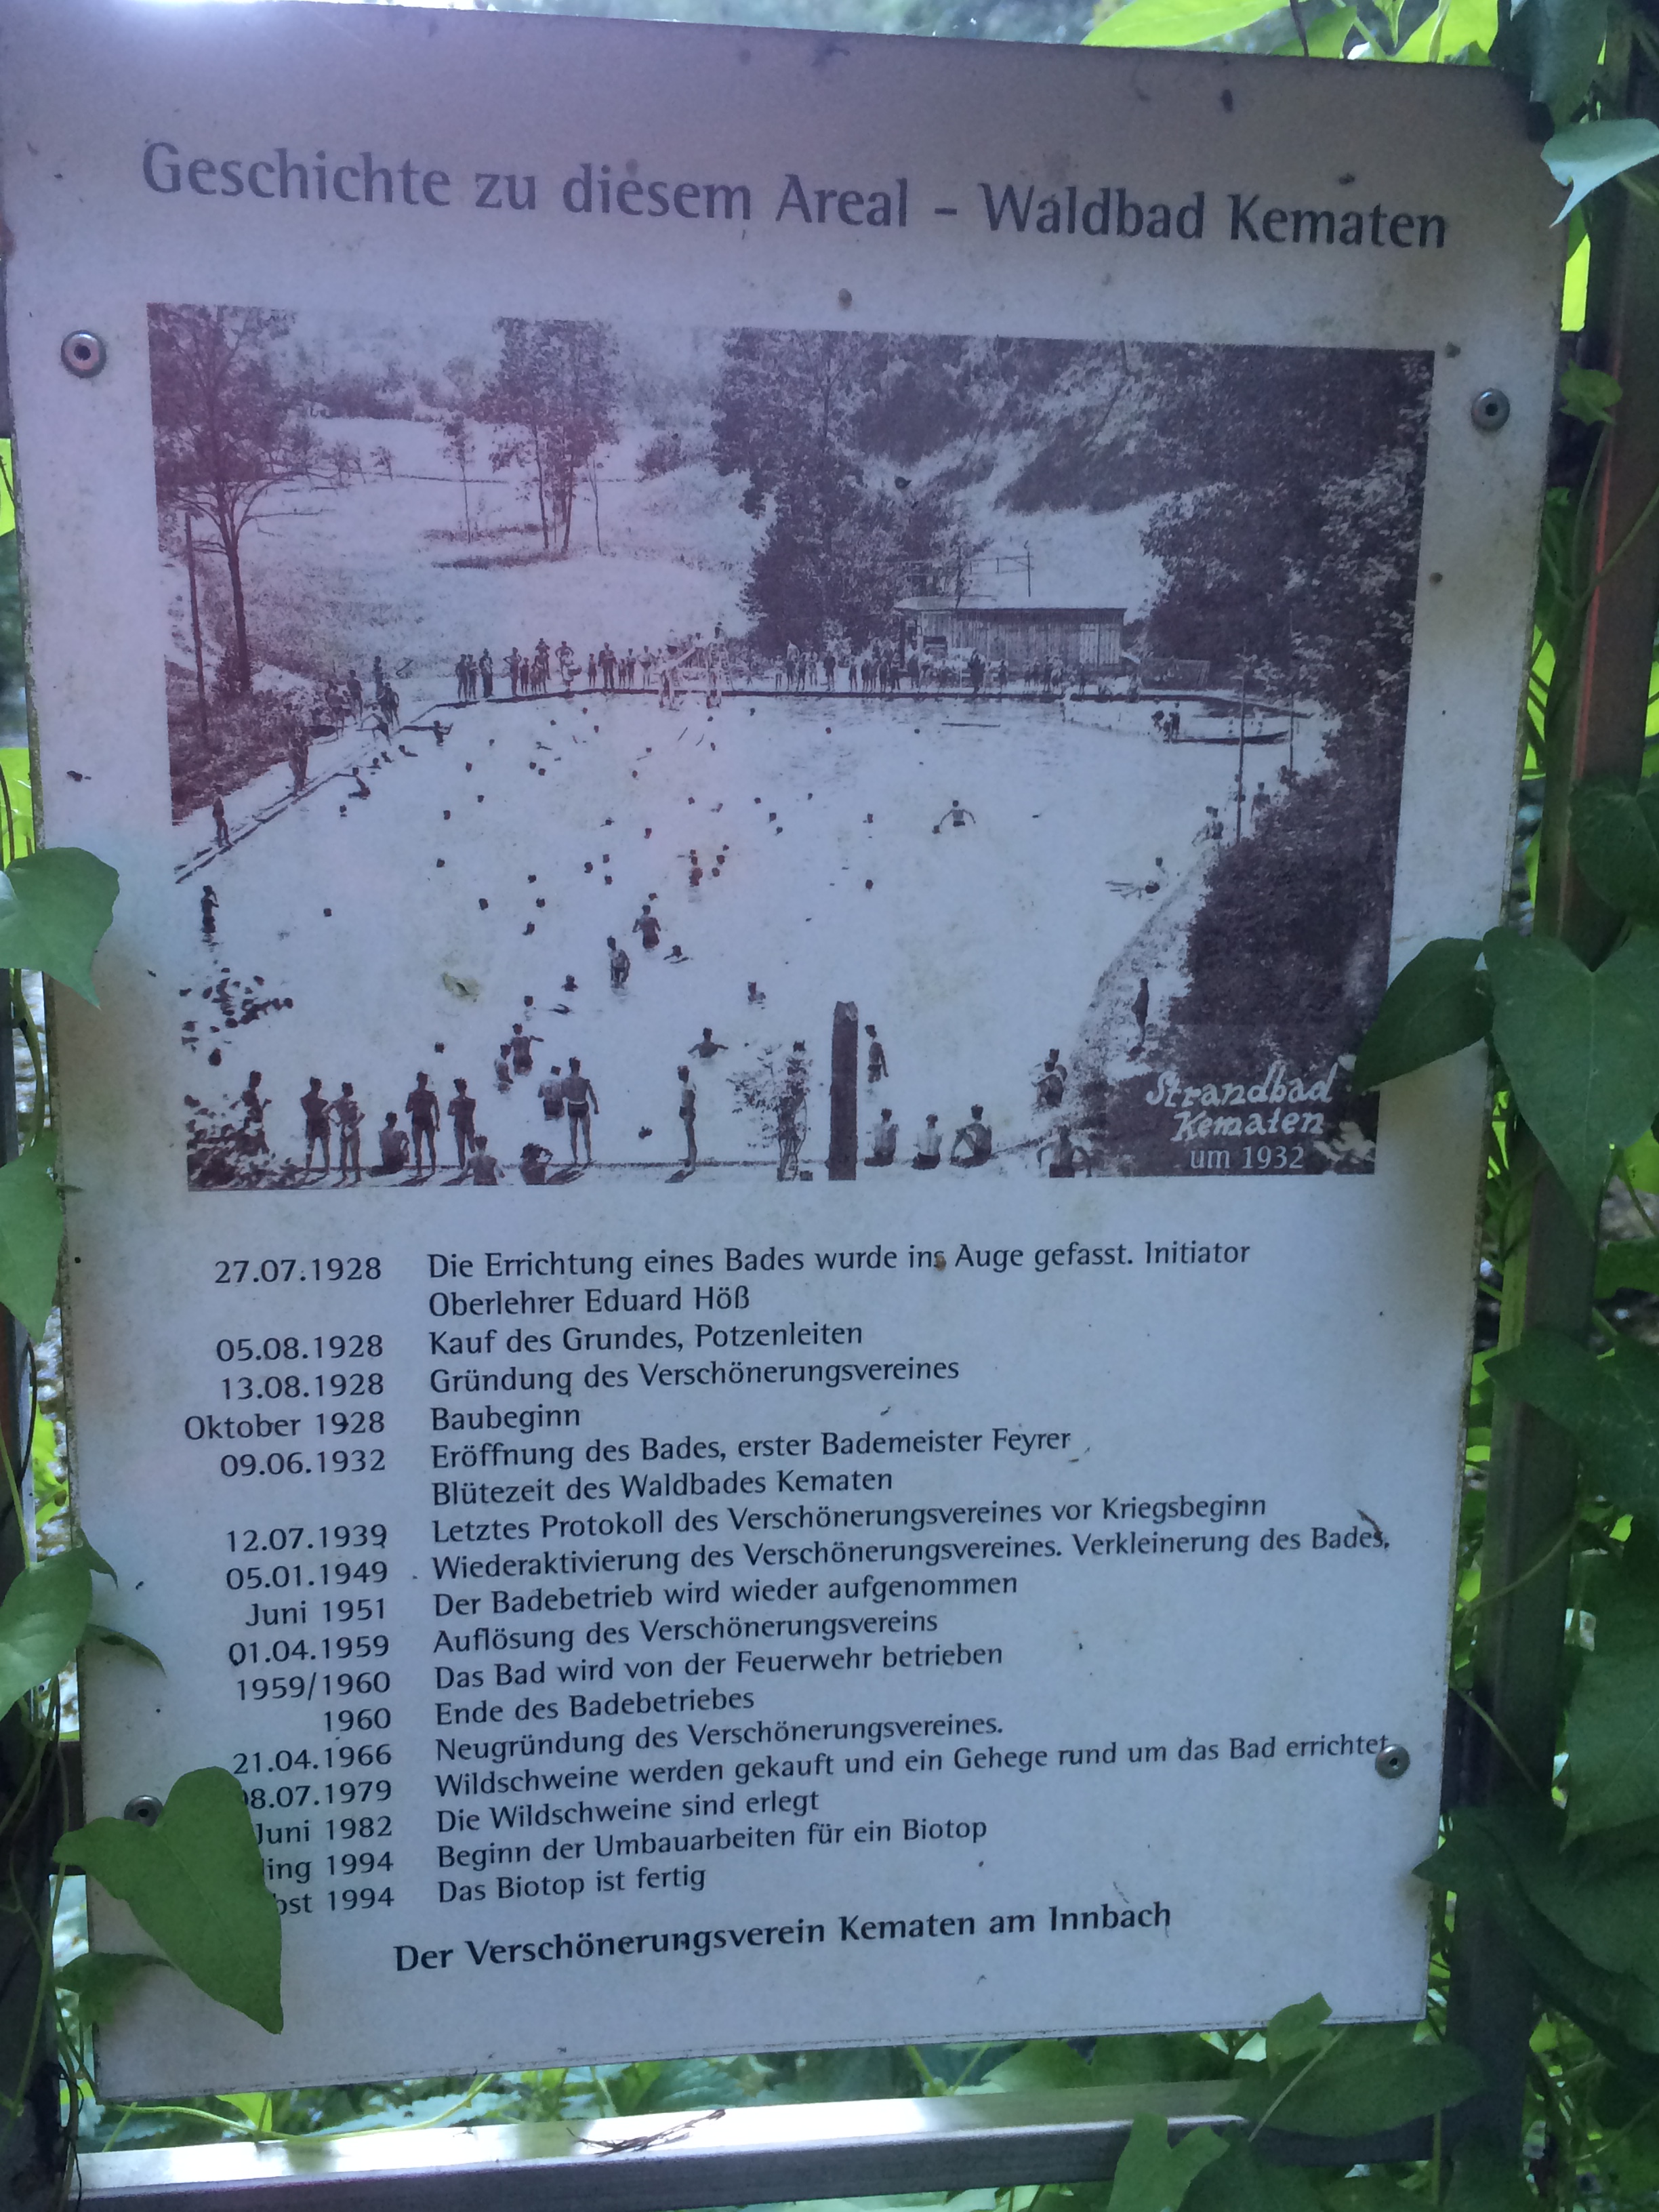 Geschichte zu diesem Areal - Waldbad Kematen
Strandbad
Kematen
um 1932
27.07.1928 Die Errichtung eines Bades wurde ins Auge gefasst. Initiator
Oberlehrer Eduard Höß
05.08.1928 Kauf des Grundes, Potzenleiten
13.08.1928 Gründung des Verschönerungsvereines
Oktober 1928 Baubeginn
09.06.1932 Eröffnung des Bades, erster Bademeister Feyrer
Blütezeit des Waldbades Kematen
12.07.1939 Letztes Protokoll des Verschönerungsvereines vor Kriegsbeginn
05.01.1949 Wiederaktivierung des Verschönerungsvereines. Verkleinerung des Bades.
Juni 1951 Der Badebetrieb wird wieder aufgenommen
01.04.1959 Auflösung des Verschönerungsvereins
1959/1960 Das Bad wird von der Feuerwehr betrieben
1960 Ende des Badebetriebes
21.04.1966 Neugründung des Verschönerungsvereines.
8.07.1979 Wildschweine werden gekauft und ein Gehege rund um das Bad errichtet
Juni 1982 Die Wildschweine sind erlegt
ling 1994 Beginn der Umbauarbeiten für ein Biotop
bst 1994 Das Biotop ist fertig
Der Verschönerungsverein Kematen am Innbach